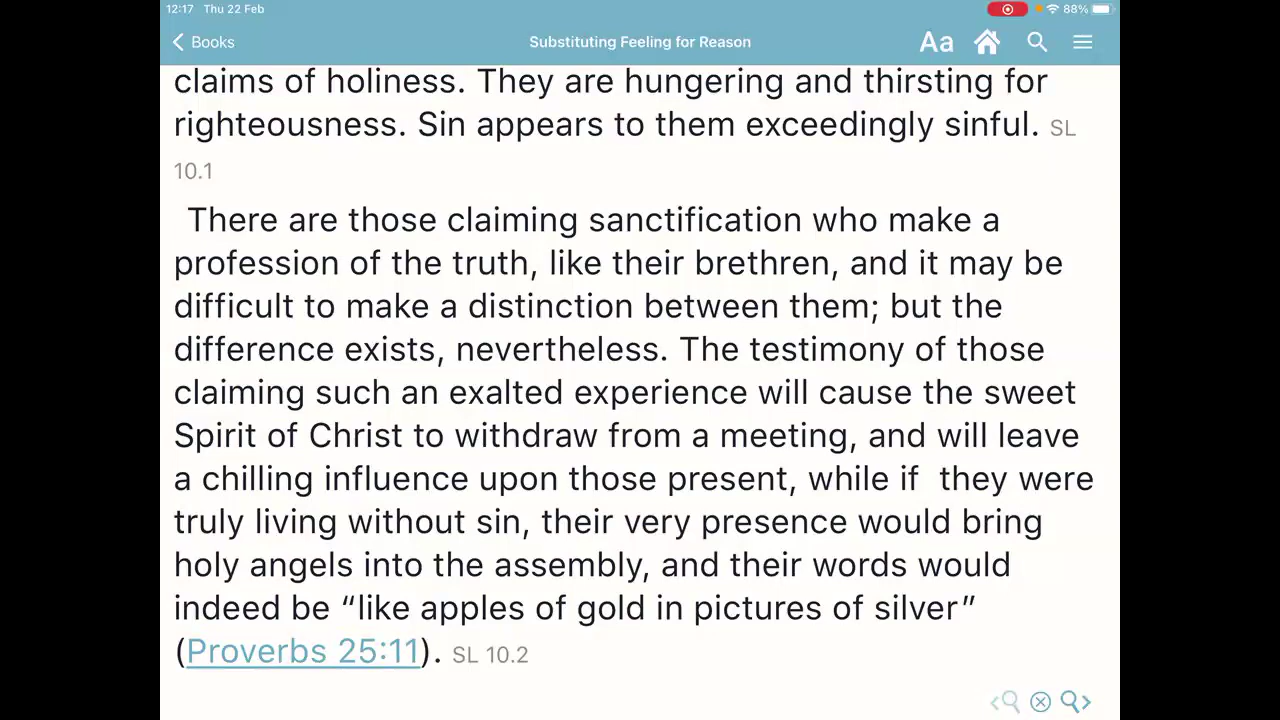 12:17 Thu 22 Feb
88%
Books
Substituting Feeling for Reason
Aa
claims of holiness. They are hungering and thirsting for
righteousness. Sin appears to them exceedingly sinful. SL
10.1
There are those claiming sanctification who make a
profession of the truth, like their brethren, and it may be
difficult to make a distinction between them; but the
difference exists, nevertheless. The testimony of those
claiming such an exalted experience will cause the sweet
Spirit of Christ to withdraw from a meeting, and will leave
a chilling influence upon those present, while if they were
truly living without sin, their very presence would bring
holy angels into the assembly, and their words would
indeed be “like apples of gold in pictures of silver”
(Proverbs 25:11). SL 10.2